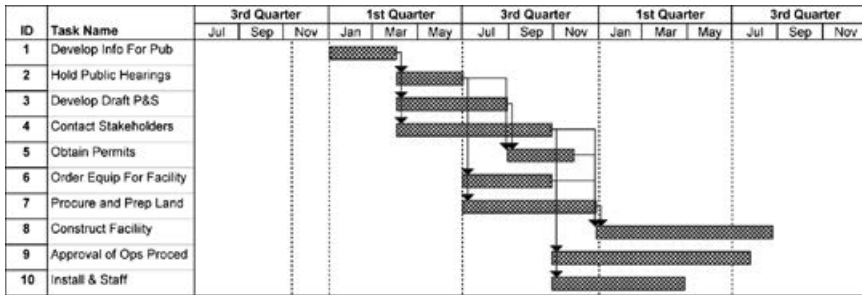 3rd Quarter 1st Quarter 3rd Quarter 1st Quarter 3rd Quarter
ID Task Name Jul Sep Nov Jan Mar May Jul Sep Nov Jan Mar May Jul Sep Nov
1 Develop Info For Pub
2 Hold Public Hearings
3 Develop Draft P&S
4 Contact Stakeholders
5 Obtain Permits
6 Order Equip For Facility
7 Procure and Prep Land
8 Construct Facility
9 Approval of Ops Proced
10 Install & Staff